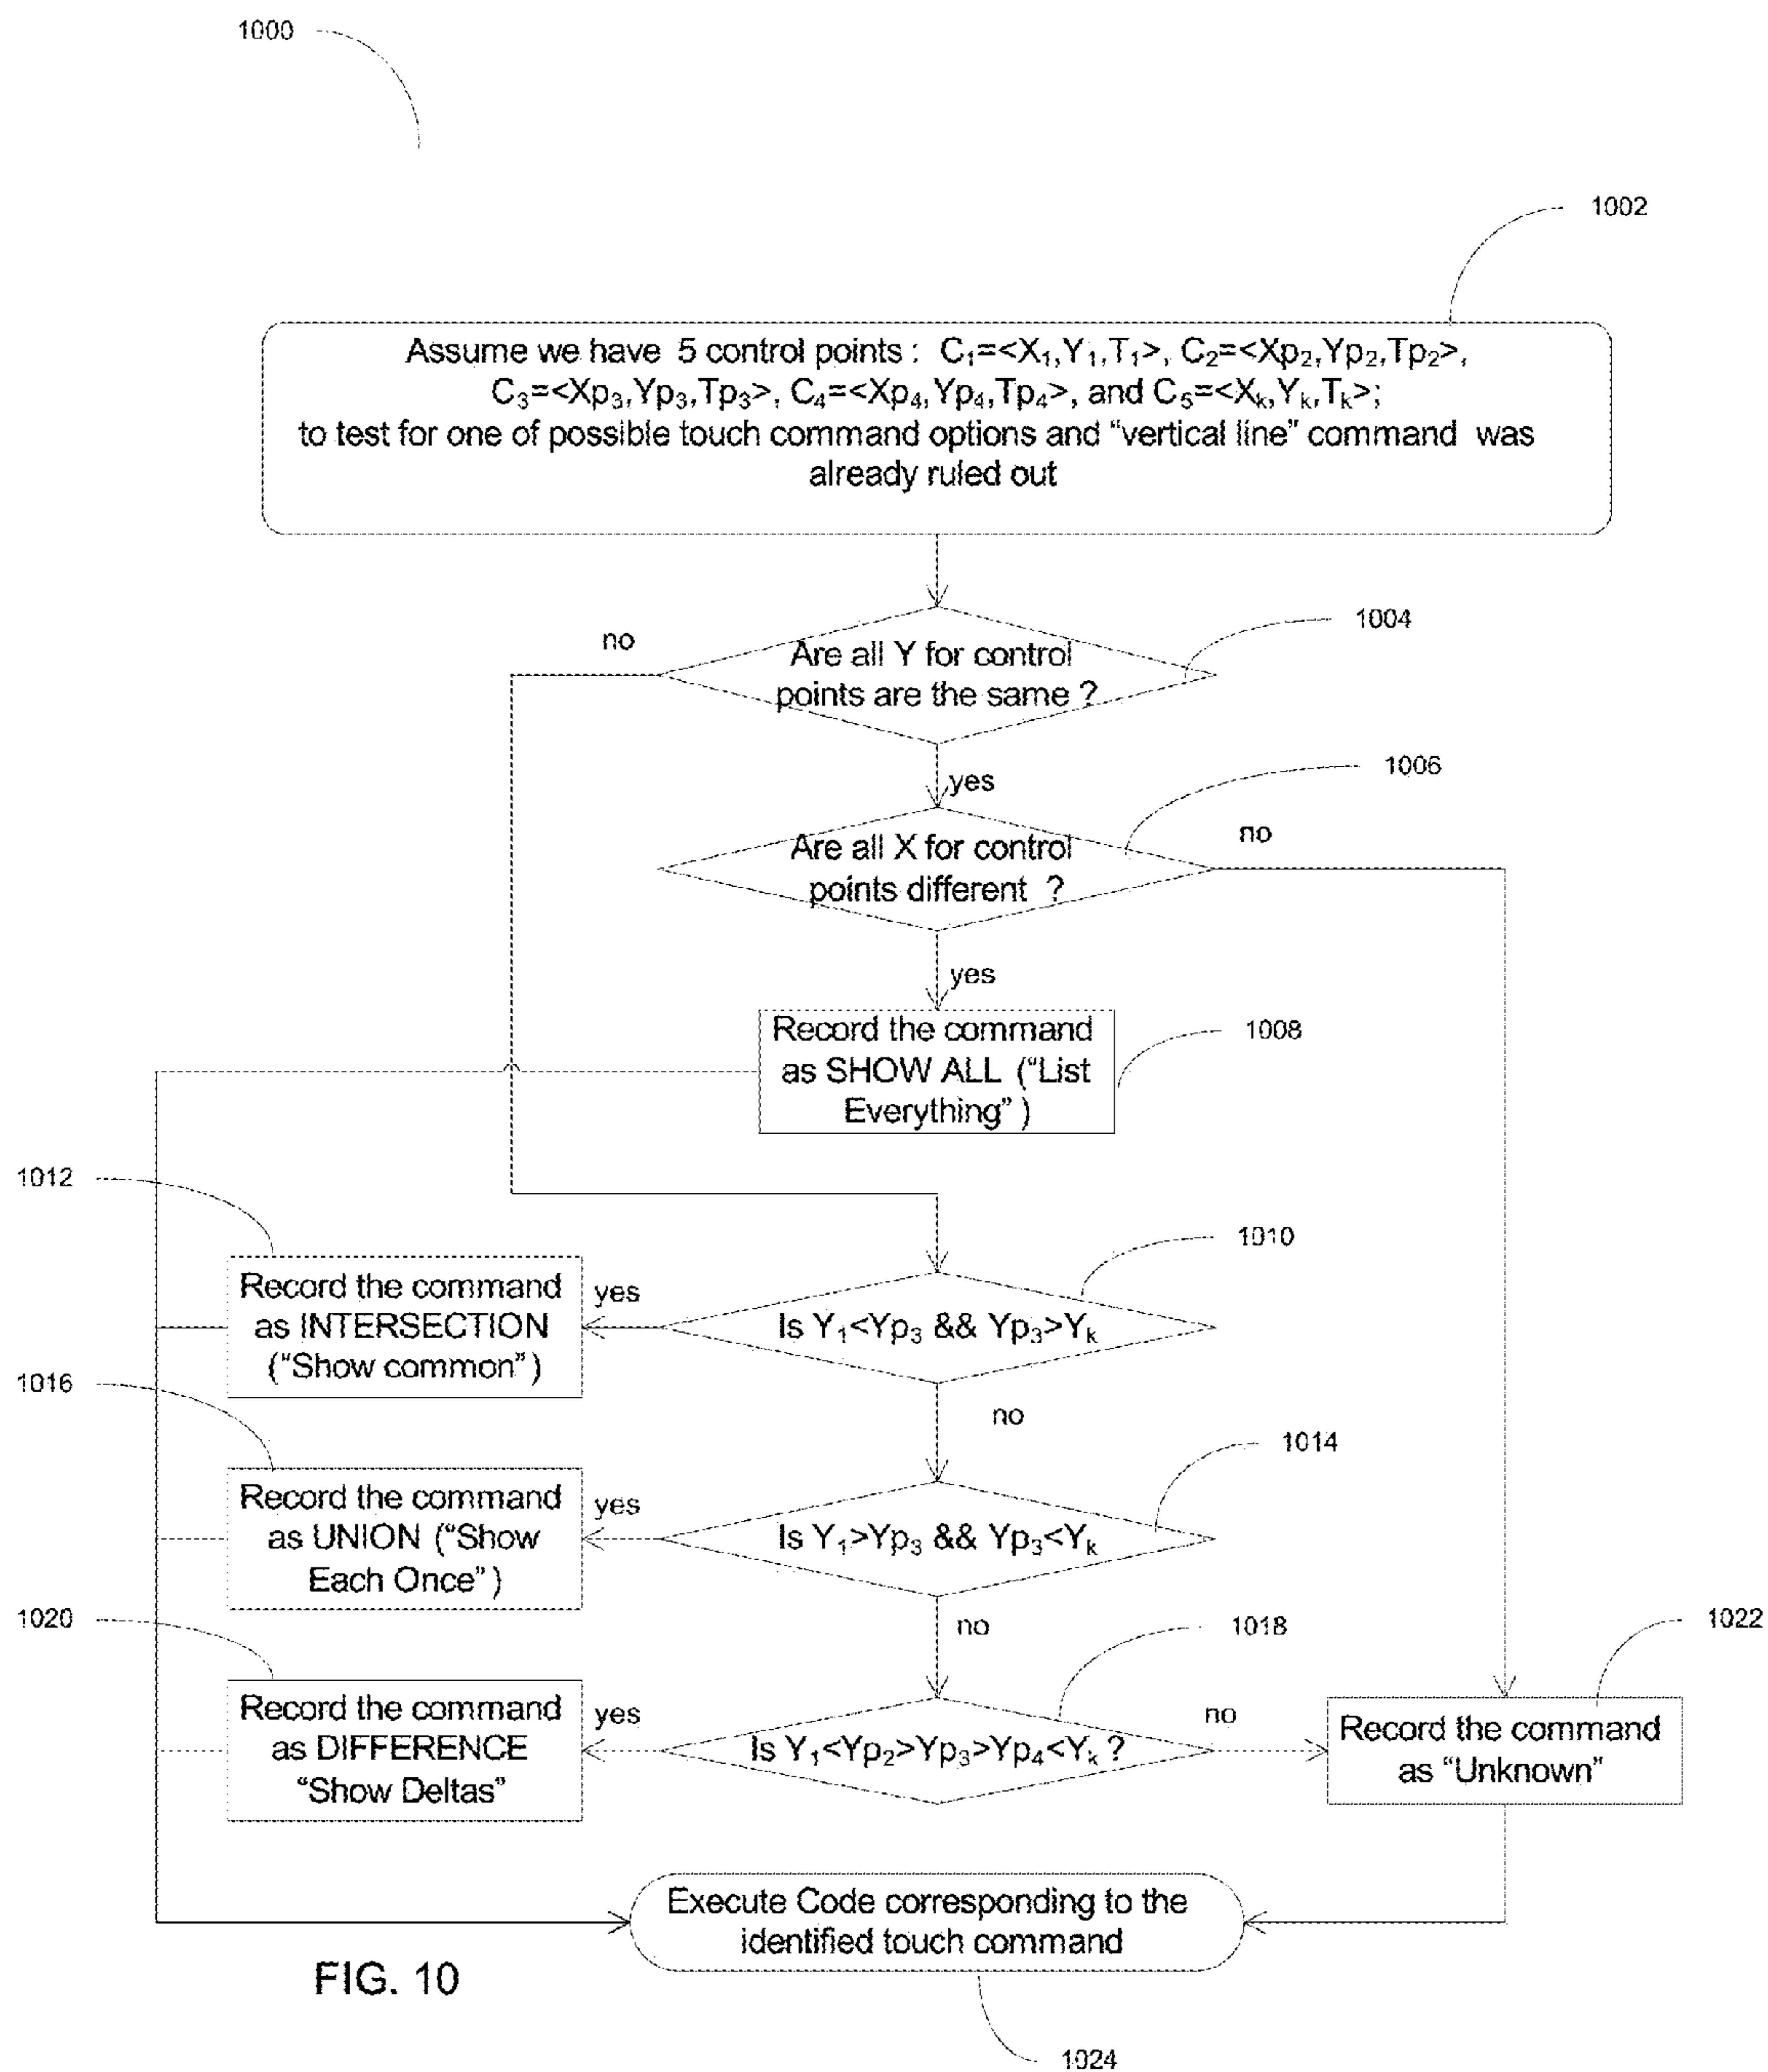 1000
1002
Assume we have 5 control points : C₁=<X₁,Y₁,T₁>, C₂=<Xp₂,Yp₂,Tp₂>,
C₃=<Xp₃,Yp₃,Tp₃>, C₄=<Xp₄,Yp₄,Tp₄>, and C₅=<Xₖ,Yₖ,Tₖ>;
to test for one of possible touch command options and “vertical line” command was
already ruled out
1004
no
Are all Y for control
points are the same ?
yes
1006
no
Are all X for control
points different ?
yes
Record the command
as SHOW ALL (“List
Everything” )
1008
1012
1010
Record the command
as INTERSECTION
(“Show common” )
yes
Is Y₁<Yp₃ && Yp₃>Yₖ
1016
no
1014
Record the command
as UNION (“Show
Each Once” )
yes
Is Y₁>Yp₃ && Yp₃<Yₖ
1020
no
1018
1022
Record the command
as DIFFERENCE
“Show Deltas”
yes
Is Y₁<Yp₂>Yp₃>Yp₄<Yₖ ?
no
Record the command
as “Unknown”
Execute Code corresponding to the
identified touch command
FIG. 10
1024